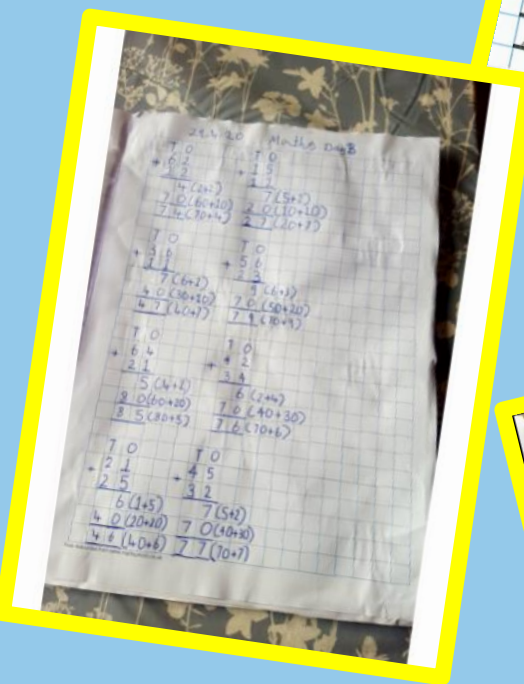 29.4.20 Maths Day 3
T O
+ 6 2
1 2
4 (2+2)
7 0 (60+10)
7 4 (70+4)
T O
+ 1 5
1 2
7 (5+2)
2 0 (10+10)
2 7 (20+7)
T O
+ 3 6
1 1
7 (6+1)
4 0 (30+10)
4 7 (40+7)
T O
+ 5 6
2 3
9 (6+3)
7 0 (50+20)
7 9 (70+9)
T O
+ 6 4
2 1
5 (4+1)
8 0 (60+20)
8 5 (80+5)
T O
+ 4 2
3 4
6 (2+4)
7 0 (40+30)
7 6 (70+6)
T O
+ 2 1
2 5
6 (1+5)
4 0 (20+20)
4 6 (40+6)
T O
+ 4 5
3 2
7 (5+2)
7 0 (40+30)
7 7 (70+7)